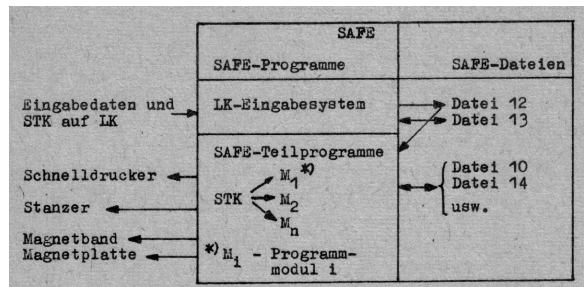 SAFE
SAFE-Programme
SAFE-Dateien
Eingabedaten und
STK auf LK
LK-Eingabesystem
Datei 12
Datei 13
SAFE-Teilprogramme
Schnelldrucker
Stanzer
Magnetband
Magnetplatte
STK
M1 *)
M2
Mn
*) Mi - Programm-
modul i
Datei 10
Datei 14
usw.